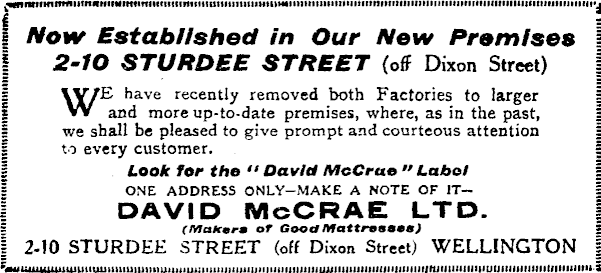 Now Established in Our New Premises
2-10 STURDEE STREET (off Dixon Street)
WE have recently removed both Factories to larger
and more up-to-date premises, where, as in the past,
we shall be pleased to give prompt and courteous attention
to every customer.
Look for the "David McCrae" Label
ONE ADDRESS ONLY—MAKE A NOTE OF IT—
DAVID McCRAE LTD.
(Makers of Good Mattresses)
2-10 STURDEE STREET (off Dixon Street) WELLINGTON